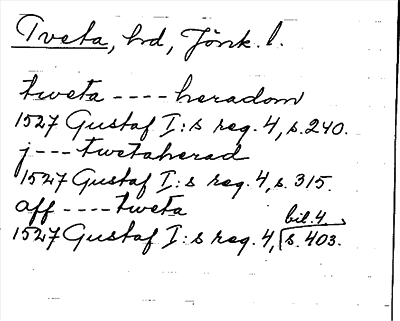 Tveta, hd, Jönk. l.
tweta ---- heradom
1527 Gustaf I:s reg. 4, s. 240.
j --- twetaherad
1527 Gustaf I:s reg. 4, s. 315.
aff ---- tweta
bil. 4.
1527 Gustaf I:s reg. 4, s. 403.